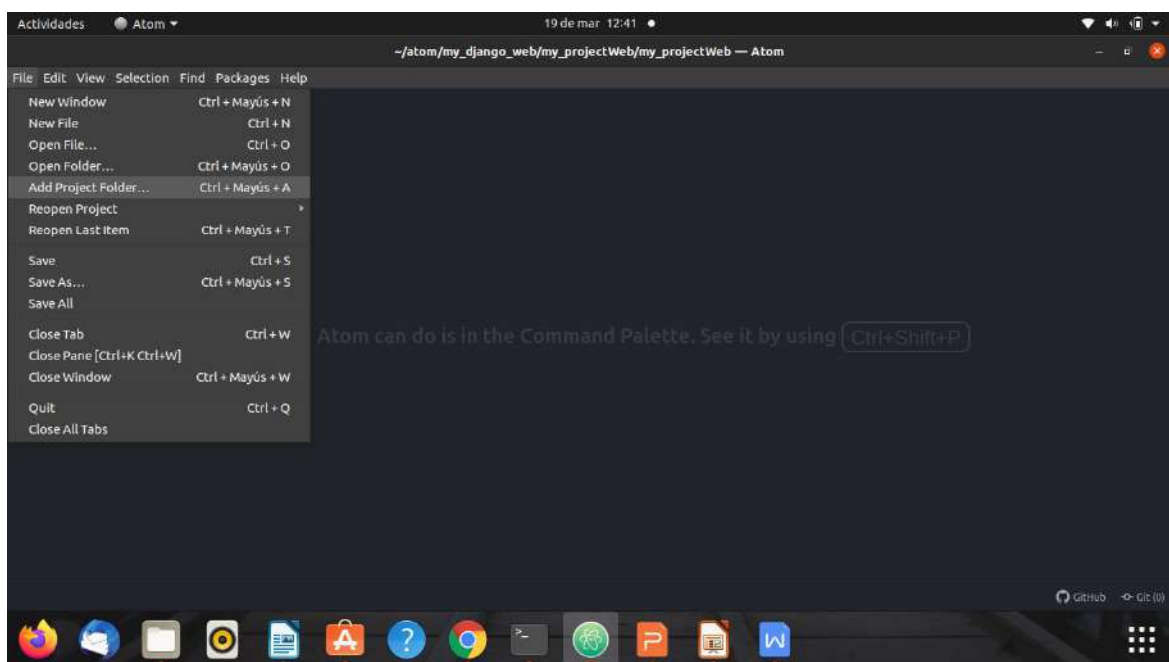 Actividades Atom 19 de mar 12:41
~/atom/my_django_web/my_projectWeb/my_projectWeb — Atom
File Edit View Selection Find Packages Help
New Window Ctrl + Mayús + N
New File Ctrl + N
Open File... Ctrl + O
Open Folder... Ctrl + Mayús + O
Add Project Folder... Ctrl + Mayús + A
Reopen Project
Reopen Last Item Ctrl + Mayús + T
Save Ctrl + S
Save As... Ctrl + Mayús + S
Save All
Close Tab Ctrl + W
Atom can do is in the Command Palette. See it by using Ctrl+Shift+P
Close Pane [Ctrl+K Ctrl+W]
Close Window Ctrl + Mayús + W
Quit Ctrl + Q
Close All Tabs
GitHub Git (0)